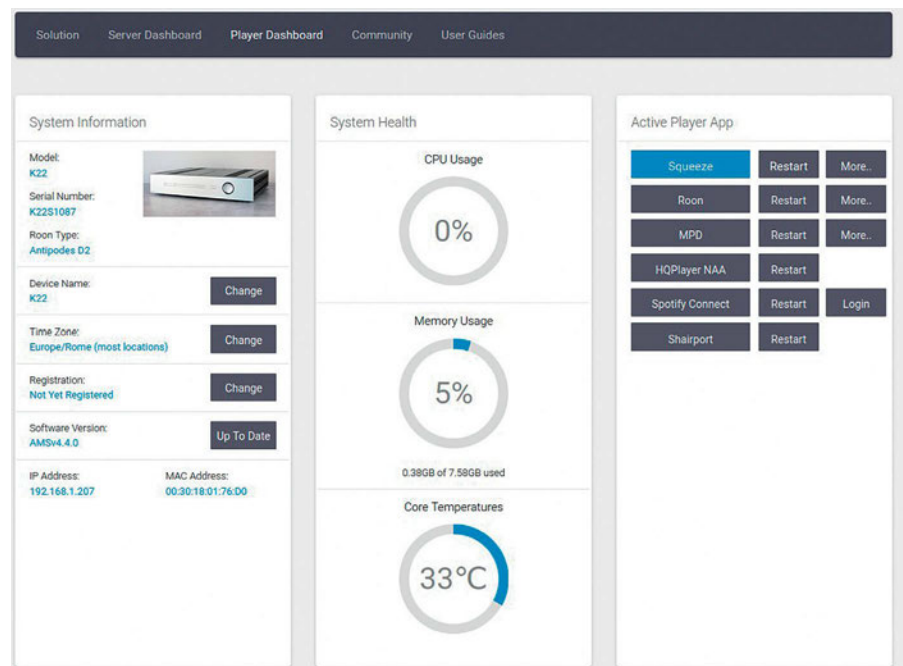 Solution Server Dashboard Player Dashboard Community User Guides
System Information
Model:
K22
Serial Number:
K22S1087
Roon Type:
Antipodes D2
Device Name:
K22
Change
Time Zone:
Europe/Rome (most locations)
Change
Registration:
Not Yet Registered
Change
Software Version:
AMSv4.4.0
Up To Date
IP Address: MAC Address:
192.168.1.207 00:30:18:01:76:D0
System Health
CPU Usage
0%
Memory Usage
5%
0.38GB of 7.58GB used
Core Temperatures
33°C
Active Player App
Squeeze Restart More..
Roon Restart More..
MPD Restart More..
HQPlayer NAA Restart
Spotify Connect Restart Login
Shairport Restart